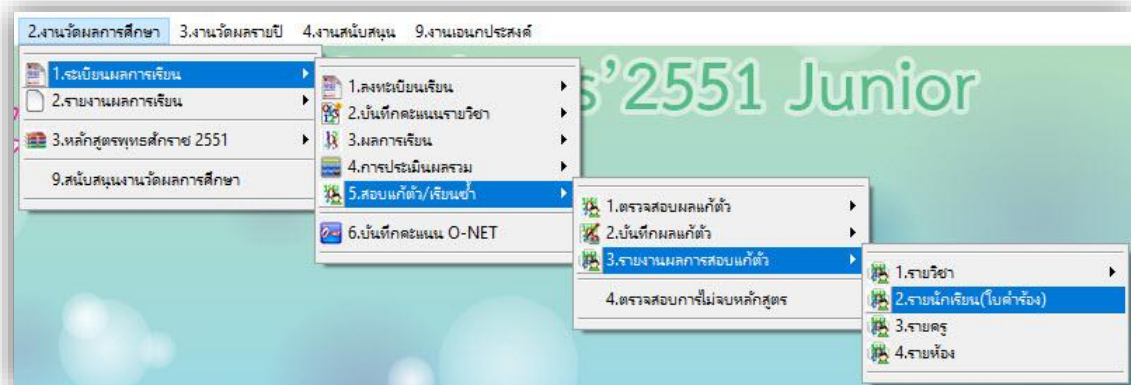 2.งานวัดผลการศึกษา 3.งานวัดผลรายปี 4.งานสนับสนุน 9.งานเอนกประสงค์
1.ระเบียนผลการเรียน
2.รายงานผลการเรียน
3.หลักสูตรพุทธศักราช 2551
9.สนับสนุนงานวัดผลการศึกษา
s'2551 Junior
1.ลงทะเบียนเรียน
2.บันทึกคะแนนรายวิชา
3.ผลการเรียน
4.การประเมินผลรวม
5.สอบแก้ตัว/เรียนซ้ำ
6.บันทึกคะแนน O-NET
1.ตรวจสอบผลแก้ตัว
2.บันทึกผลแก้ตัว
3.รายงานผลการสอบแก้ตัว
4.ตรวจสอบการไม่จบหลักสูตร
1.รายวิชา
2.รายนักเรียน(ใบคำร้อง)
3.รายครู
4.รายห้อง